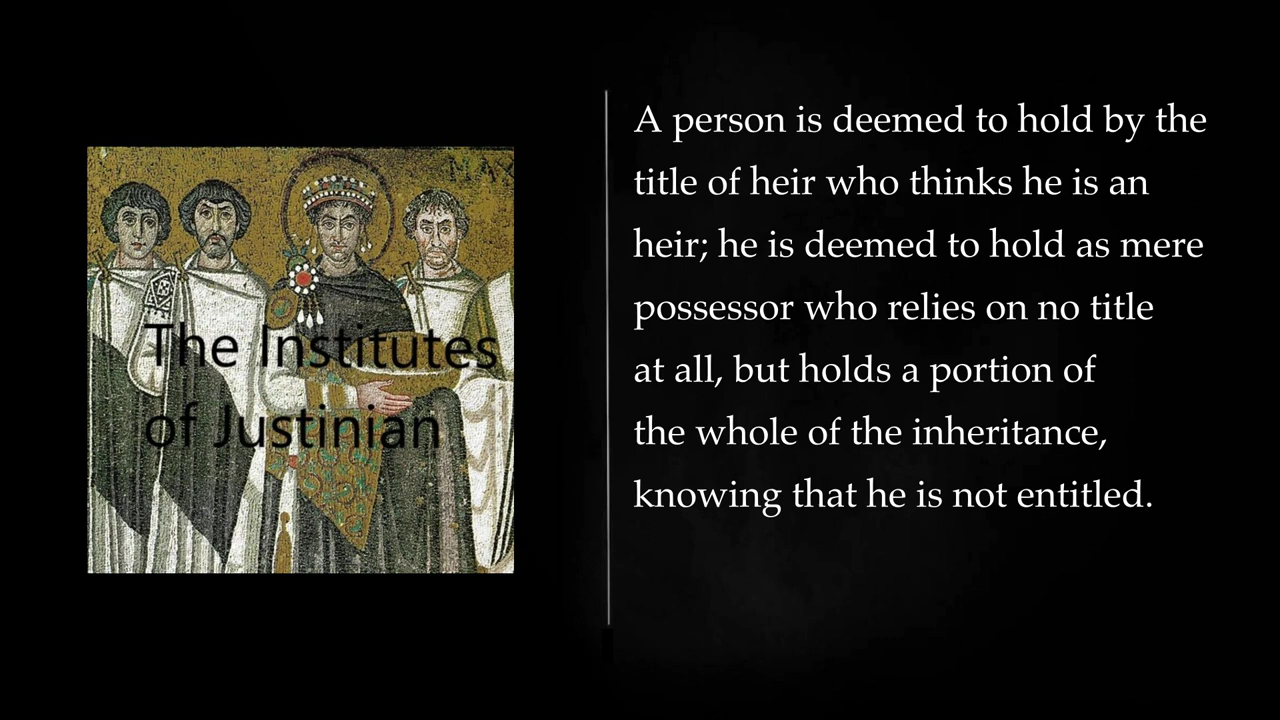 MAX
The Institutes
of Justinian
A person is deemed to hold by the
title of heir who thinks he is an
heir; he is deemed to hold as mere
possessor who relies on no title
at all, but holds a portion of
the whole of the inheritance,
knowing that he is not entitled.